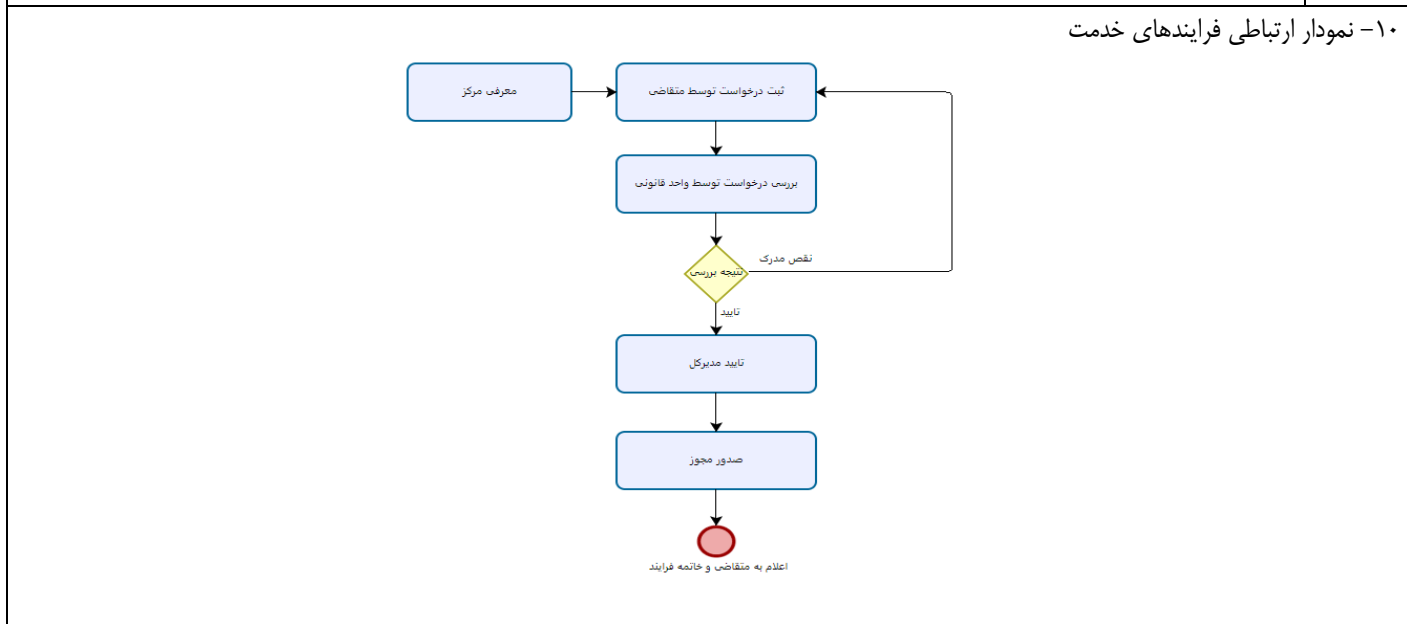 ۱۰- نمودار ارتباطی فرایندهای خدمت
معرفی مرکز
ثبت درخواست توسط متقاضی
بررسی درخواست توسط واحد قانونی
نتیجه بررسی
نقص مدرک
تایید
تایید مدیرکل
صدور مجوز
اعلام به متقاضی و خاتمه فرایند